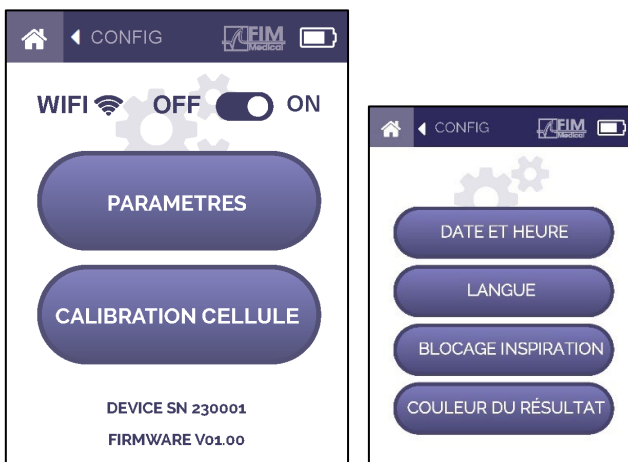 CONFIG FIM Medical
WIFI OFF ON
PARAMETRES
CALIBRATION CELLULE
DEVICE SN 230001
FIRMWARE V01.00
CONFIG FIM Medical
DATE ET HEURE
LANGUE
BLOCAGE INSPIRATION
COULEUR DU RÉSULTAT